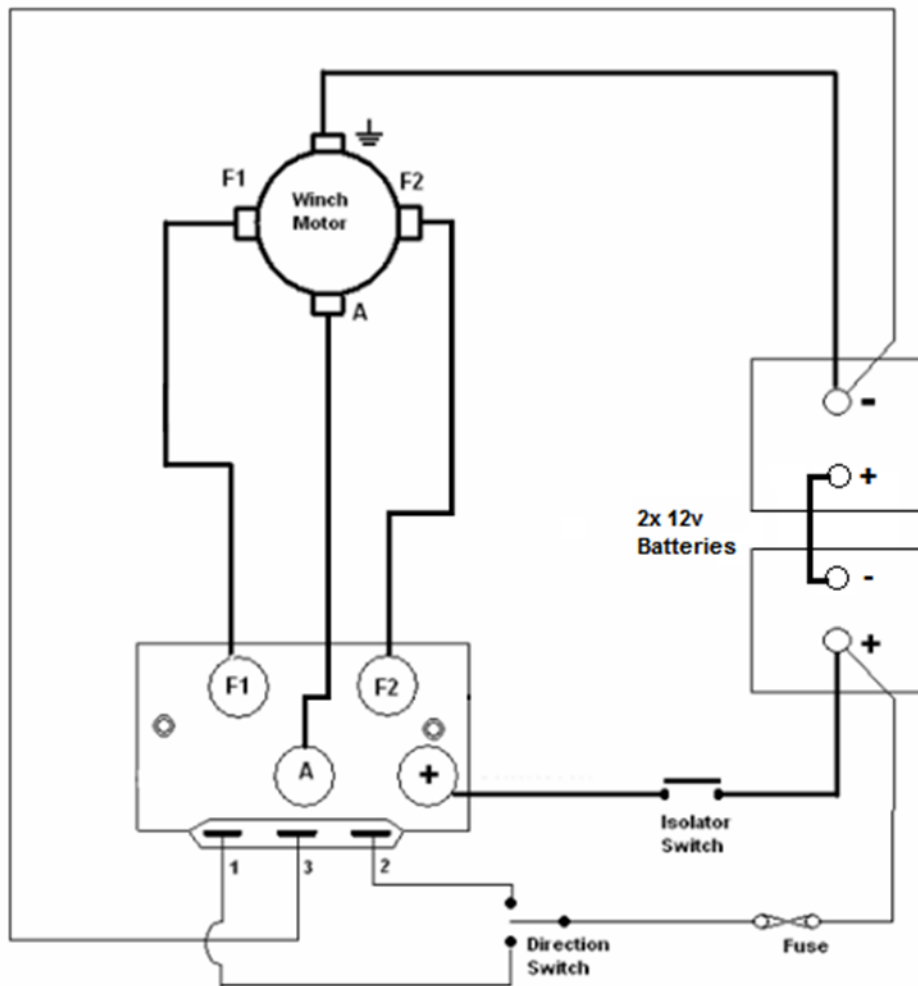 F1
F2
Winch
Motor
A
-
+
2x 12v
Batteries
-
+
F1
F2
A
+
Isolator
Switch
1
3
2
Direction
Switch
Fuse